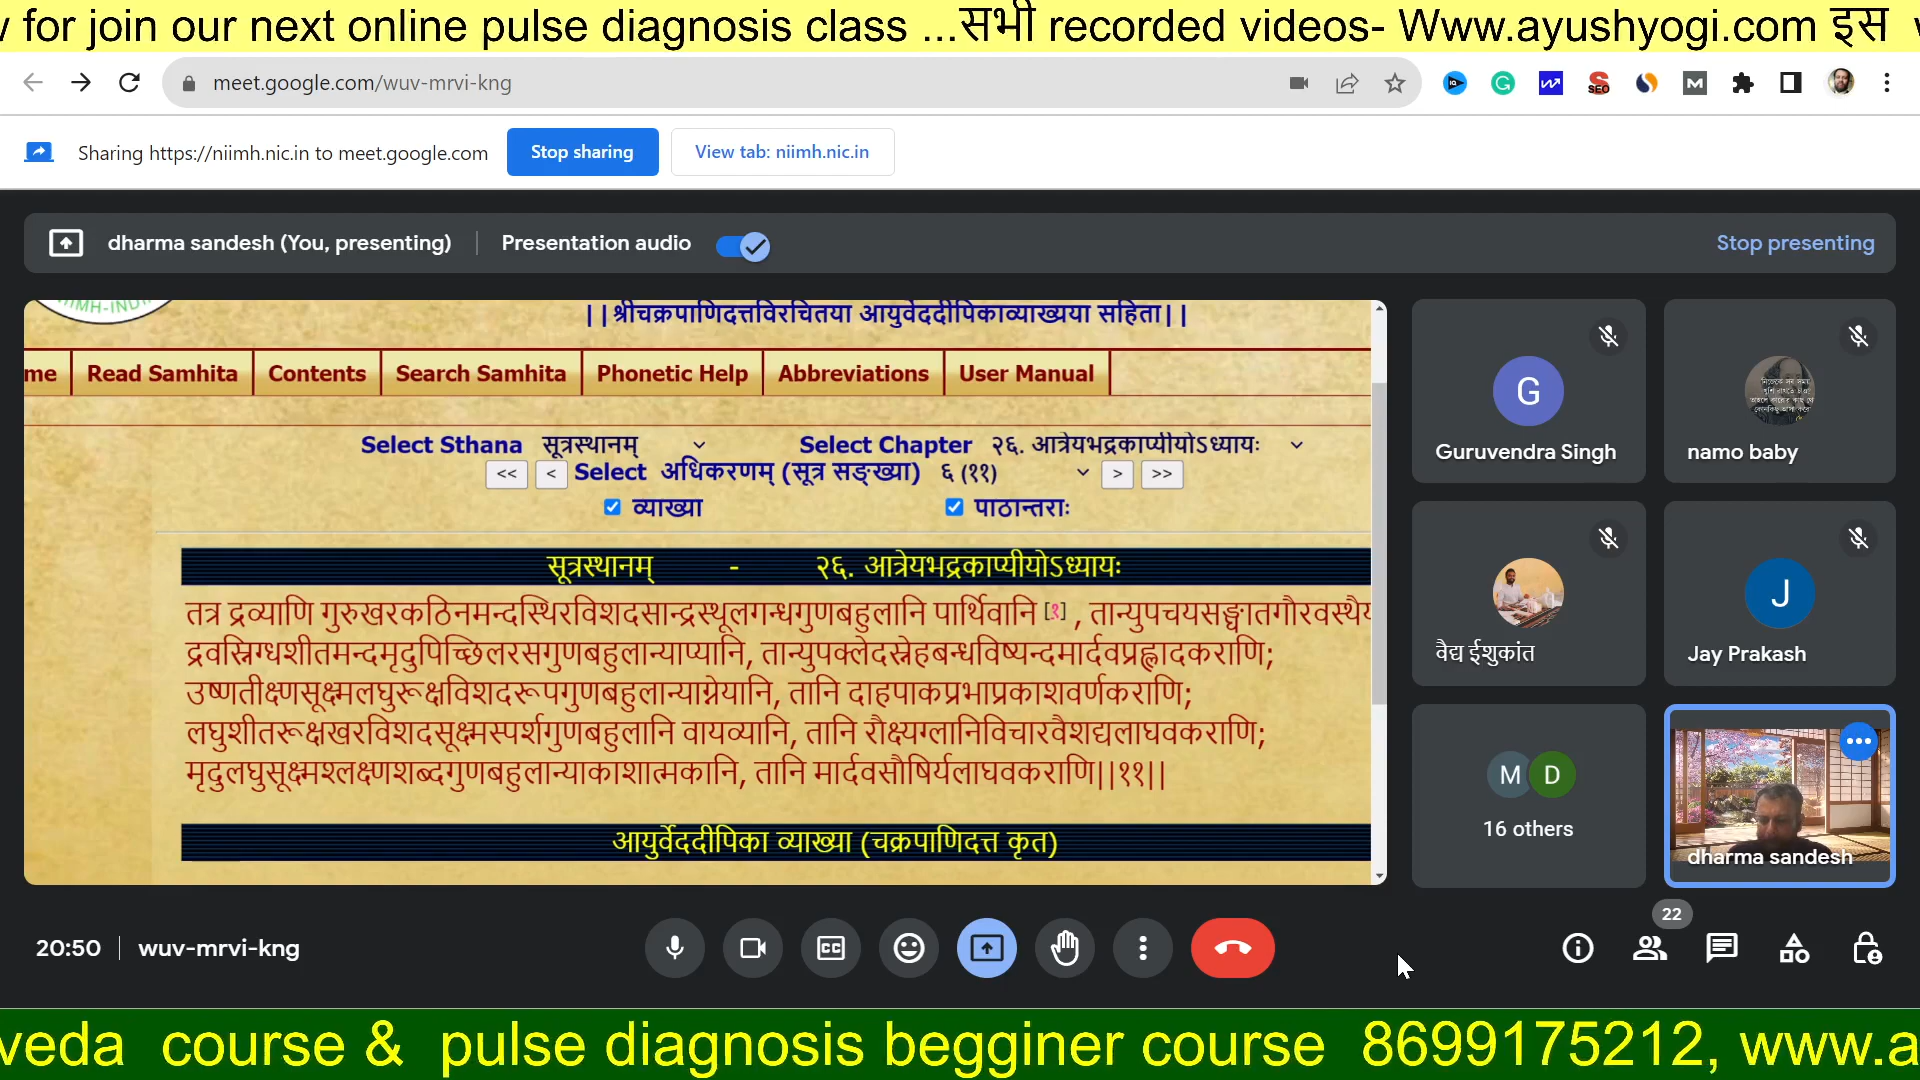 for join our next online pulse diagnosis class ...सभी recorded videos- Www.ayushyogi.com इस
meet.google.com/wuv-mrvi-kng
Sharing https://niimh.nic.in to meet.google.com
Stop sharing
View tab: niimh.nic.in
dharma sandesh (You, presenting)
Presentation audio
Stop presenting
||श्रीचक्रपाणिदत्तविरचितया आयुर्वेददीपिकाव्याख्यया संहिता||
me
Read Samhita
Contents
Search Samhita
Phonetic Help
Abbreviations
User Manual
Select Sthana सूत्रस्थानम्
Select Chapter २६. आत्रेयभद्रकाप्यीयोऽध्यायः
<< < Select अधिकरणम् (सूत्र सङ्ख्या) ६ (११) > >>
व्याख्या
पाठान्तराः
सूत्रस्थानम् - २६. आत्रेयभद्रकाप्यीयोऽध्यायः
तत्र द्रव्याणि गुरुखरकठिनमन्दस्थिरविशदसान्द्रस्थूलगन्धगुणबहुलानि पार्थिवानि [१] , तान्युपचयसङ्घातगौरवस्थैय
द्रवस्निग्धशीतमन्दमृदुपिच्छिलरसगुणबहुलान्याप्यानि, तान्युपक्लेदस्नेहबन्धविष्यन्दमार्दवप्रह्लादकराणि;
उष्णतीक्ष्णसूक्ष्मलघुरूक्षविशदरूपगुणबहुलान्याग्नेयानि, तानि दाहपाकप्रभाप्रकाशवर्णकराणि;
लघुशीतरूक्षखरविशदसूक्ष्मस्पर्शगुणबहुलानि वायव्यानि, तानि रौक्ष्यग्लानिविचारवैशद्यलाघवकराणि;
मृदुलघुसूक्ष्मश्लक्ष्णशब्दगुणबहुलान्याकाशात्मकानि, तानि मार्दवसौषिर्यलाघवकराणि||११||
आयुर्वेददीपिका व्याख्या (चक्रपाणिदत्त कृत)
G
Guruvendra Singh
namo baby
वैद्य ईशुकांत
J
Jay Prakash
M D
16 others
dharma sandesh
20:50
wuv-mrvi-kng
22
veda course & pulse diagnosis begginer course 8699175212, www.a